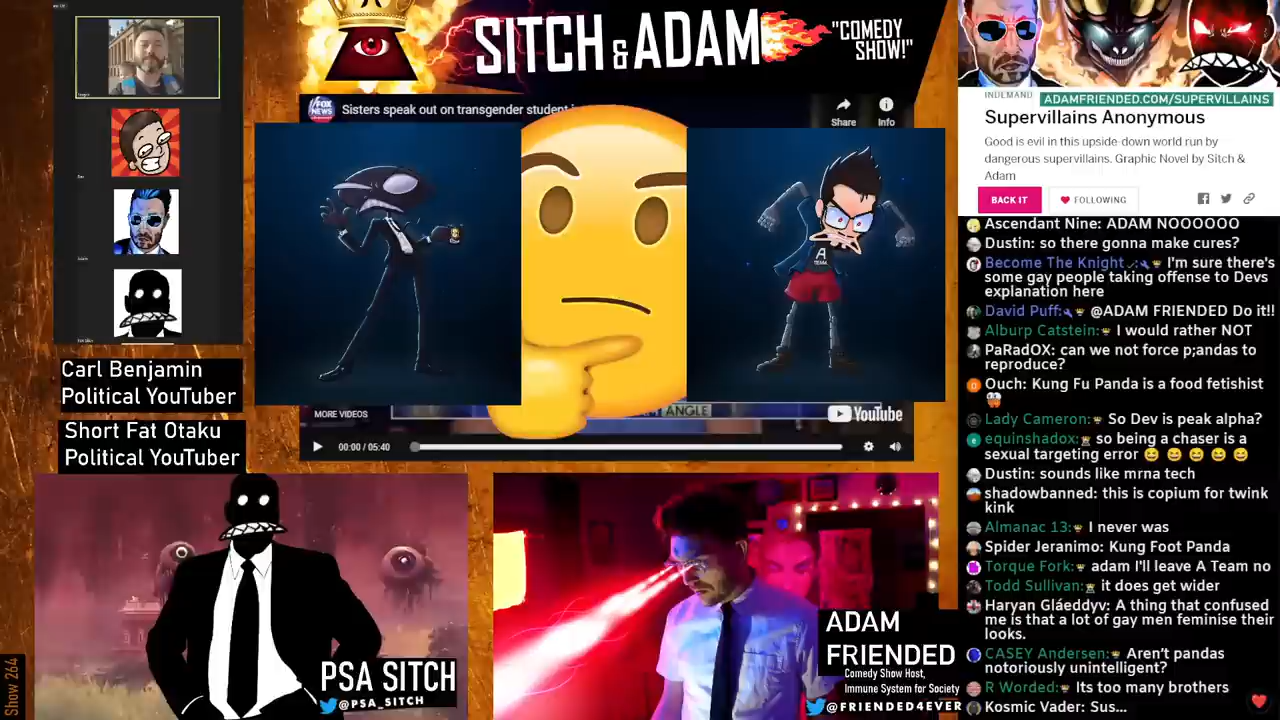 SITCH & ADAM
"COMEDY
SHOW!"
FOX
NEWS
Sisters speak out on transgender student
Share
Info
A
TEAM
MORE VIDEOS
ANGLE
YouTube
00:00 / 05:40
Carl Benjamin
Political YouTuber
Short Fat Otaku
Political YouTuber
PSA SITCH
@PSA_SITCH
Show 264
ADAM
FRIENDED
Comedy Show Host,
Immune System for Society
@FRIENDED4EVER
INDEMAND
ADAMFRIENDED.COM/SUPERVILLAINS
Supervillains Anonymous
Good is evil in this upside-down world run by
dangerous supervillains. Graphic Novel by Sitch &
Adam
BACK IT
FOLLOWING
Ascendant Nine: ADAM NOOOOOO
Dustin: so there gonna make cures?
Become The Knight: I'm sure there's
some gay people taking offense to Devs
explanation here
David Puff: @ADAM FRIENDED Do it!!
Alburp Catstein: I would rather NOT
PaRadOX: can we not force p;andas to
reproduce?
Ouch: Kung Fu Panda is a food fetishist
Lady Cameron: So Dev is peak alpha?
equinshadox: so being a chaser is a
sexual targeting error 😆 😆 😆 😆 😆
Dustin: sounds like mrna tech
shadowbanned: this is copium for twink
kink
Almanac 13: I never was
Spider Jeranimo: Kung Foot Panda
Torque Fork: adam I'll leave A Team no
Todd Sullivan: it does get wider
Haryan Gláeddyv: A thing that confused
me is that a lot of gay men feminise their
looks.
CASEY Andersen: Aren't pandas
notoriously unintelligent?
R Worded: Its too many brothers
Kosmic Vader: Sus...